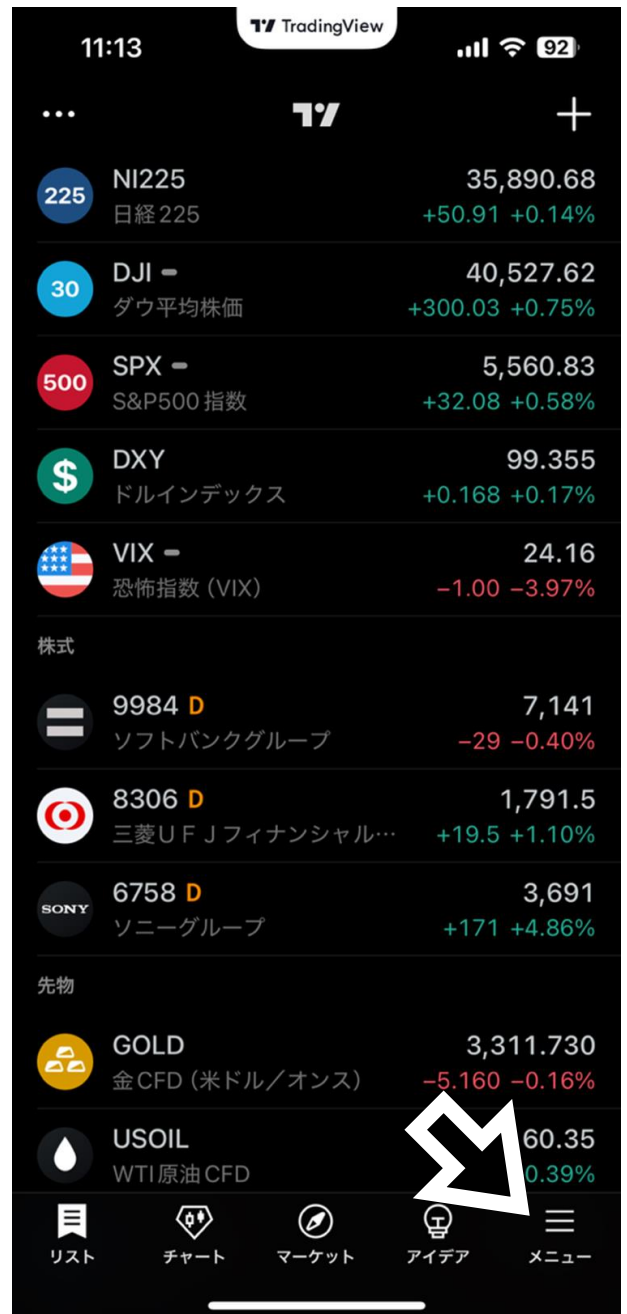 TradingView
11:13
92
NI225 35,890.68
225
日経225 +50.91 +0.14%
DJI 40,527.62
30
ダウ平均株価 +300.03 +0.75%
SPX 5,560.83
500
S&P500 指数 +32.08 +0.58%
DXY 99.355
$
ドルインデックス +0.168 +0.17%
VIX 24.16
恐怖指数 (VIX) −1.00 −3.97%
株式
9984 D 7,141
ソフトバンクグループ −29 −0.40%
8306 D 1,791.5
三菱UFJフィナンシャル… +19.5 +1.10%
6758 D 3,691
SONY
ソニーグループ +171 +4.86%
先物
GOLD 3,311.730
金CFD (米ドル/オンス) −5.160 −0.16%
USOIL 60.35
WTI原油CFD 0.39%
リスト チャート マーケット アイデア メニュー